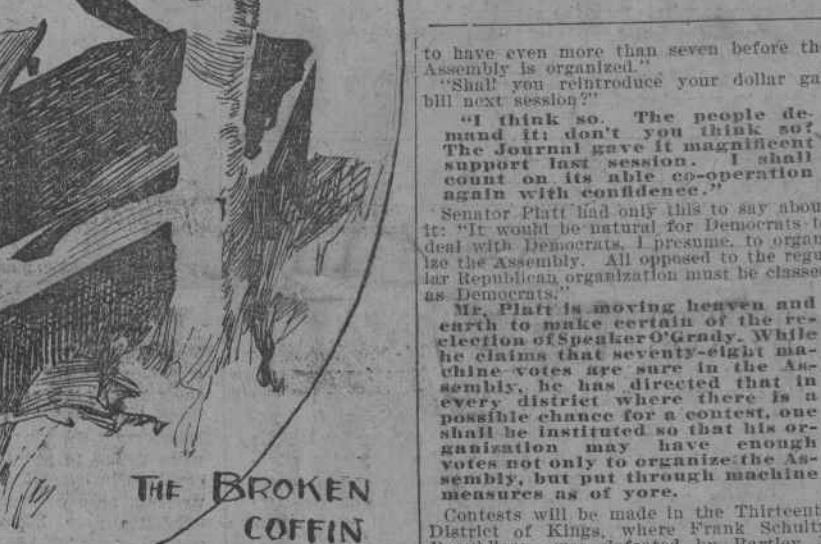 THE BROKEN
COFFIN
to have even more than seven before
Assembly is organized."
"Shall you reintroduce your dollar
bill next session?"
"I think so. The people de-
mand it; don't you think so?
The Journal gave it magnificent
support last session. I shall
count on its able co-operation
again with confidence."
Senator Platt had only this to say
it: "It would be natural for Democrats
deal with Democrats, I presume, to
ize the Assembly. All opposed to the
lar Republican organization must be
as Democrats."
Mr. Platt is moving heaven and
earth to make certain of the re-
election of Speaker O'Grady. While
he claims that seventy-eight ma-
chine votes are sure in the As-
sembly, he has directed that in
every district where there is a
possible chance for a contest, one
shall be instituted so that his or-
ganization may have enough
votes not only to organize the As-
sembly, but put through machine
measures as of yore.
Contests will be made in the
District of Kings, where Frank